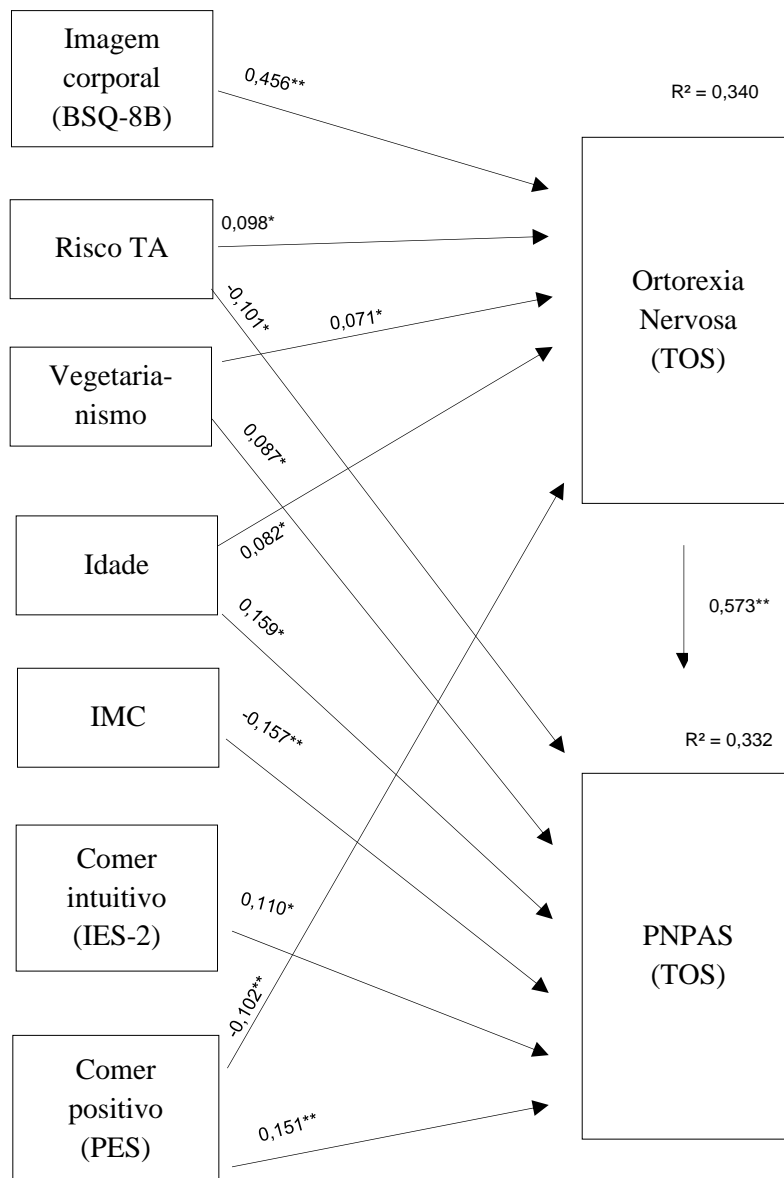 Imagem
corporal
(BSQ-8B)
0,456**
R² = 0,340
Risco TA
0,098*
-0,101*
Ortorexia
Nervosa
(TOS)
Vegetaria-
nismo
0,071*
0,087*
Idade
0,082*
0,159*
0,573**
IMC
-0,157**
R² = 0,332
Comer
intuitivo
(IES-2)
0,110*
PNPAS
(TOS)
Comer
positivo
(PES)
-0,102**
0,151**